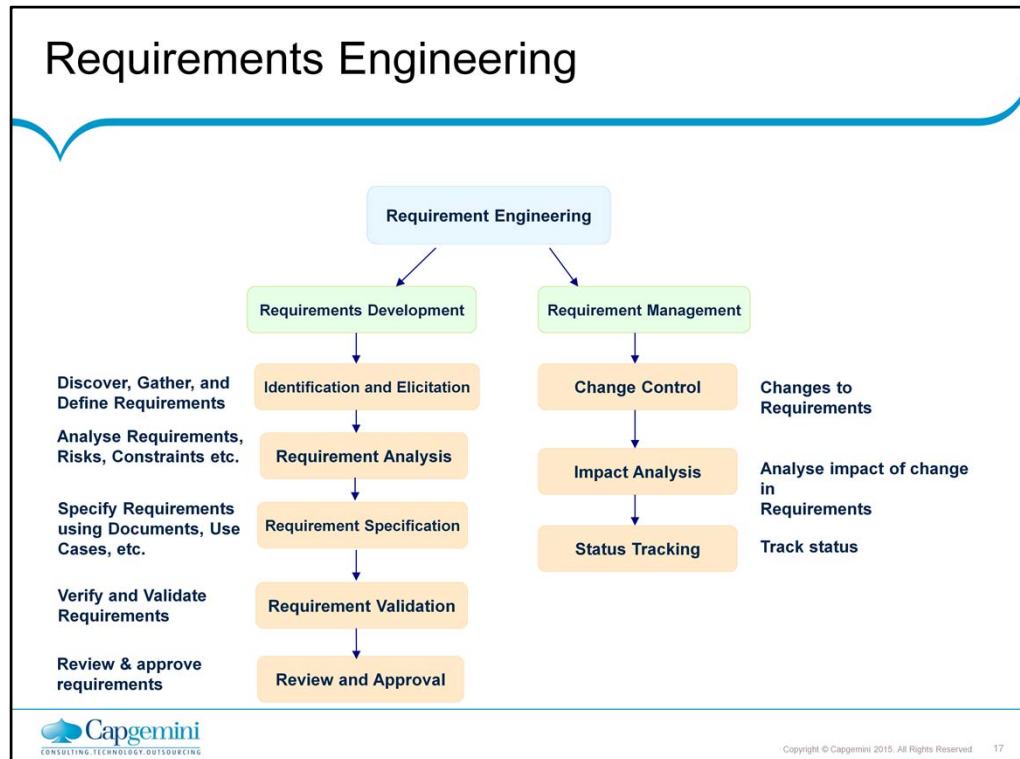 Requirements Engineering
Requirement Engineering
Requirements Development
Requirement Management
Discover, Gather, and
Define Requirements
Identification and Elicitation
Change Control
Changes to
Requirements
Analyse Requirements,
Risks, Constraints etc.
Requirement Analysis
Impact Analysis
Analyse impact of change
in
Requirements
Specify Requirements
using Documents, Use
Cases, etc.
Requirement Specification
Status Tracking
Track status
Verify and Validate
Requirements
Requirement Validation
Review & approve
requirements
Review and Approval
Capgemini
CONSULTING.TECHNOLOGY.OUTSOURCING
Copyright © Capgemini 2015. All Rights Reserved 17